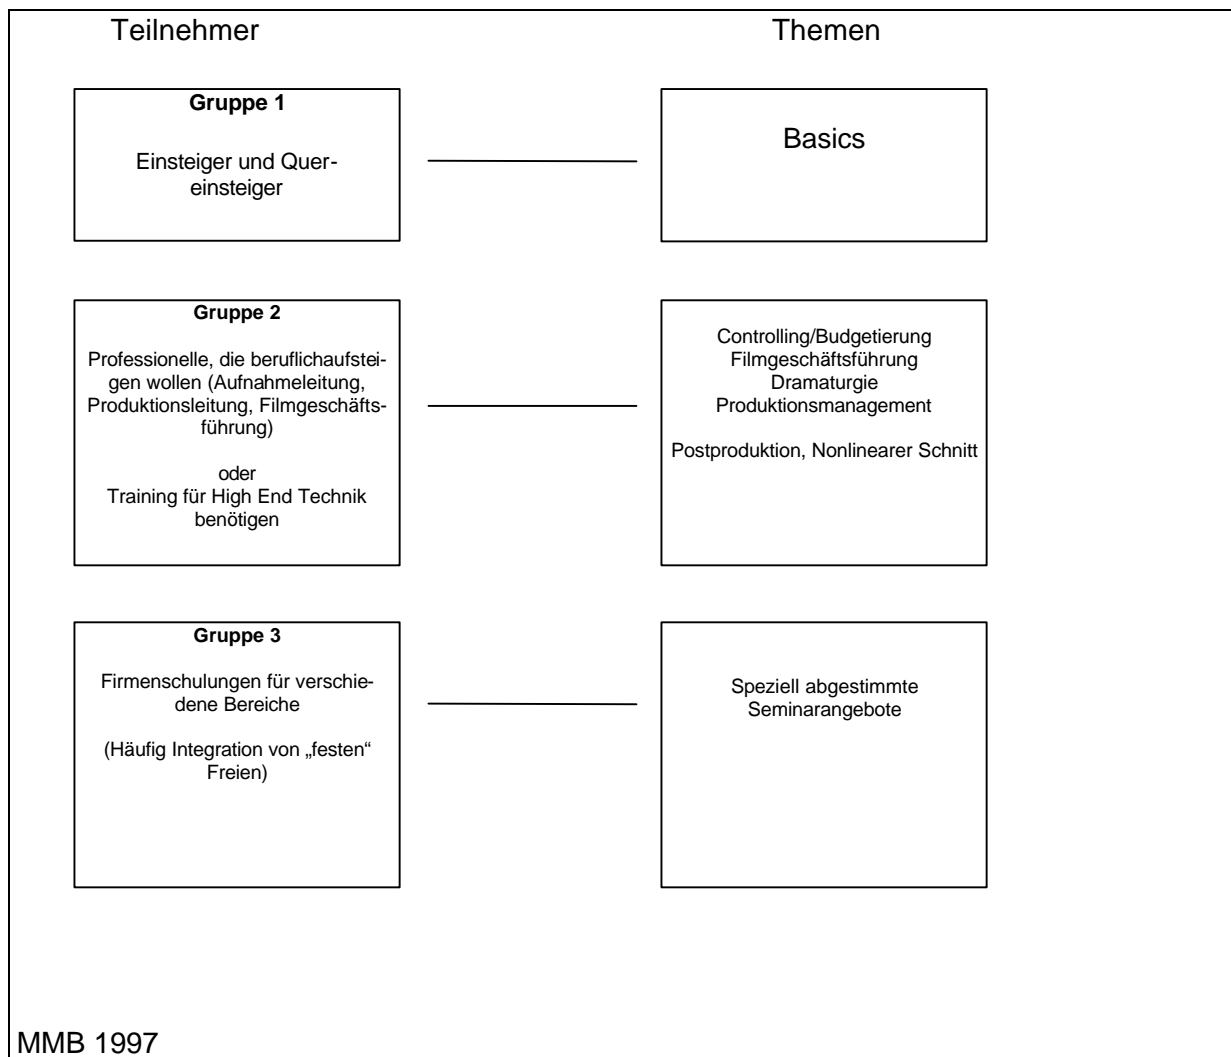 Teilnehmer
Themen
Gruppe 1
Einsteiger und Quer-
einsteiger
Basics
Gruppe 2
Professionelle, die beruflichaufstei-
gen wollen (Aufnahmeleitung,
Produktionsleitung, Filmgeschäfts-
führung)
oder
Training für High End Technik
benötigen
Controlling/Budgetierung
Filmgeschäftsführung
Dramaturgie
Produktionsmanagement
Postproduktion, Nonlinearer Schnitt
Gruppe 3
Firmenschulungen für verschie-
dene Bereiche
(Häufig Integration von „festen“
Freien)
Speziell abgestimmte
Seminarangebote
MMB 1997